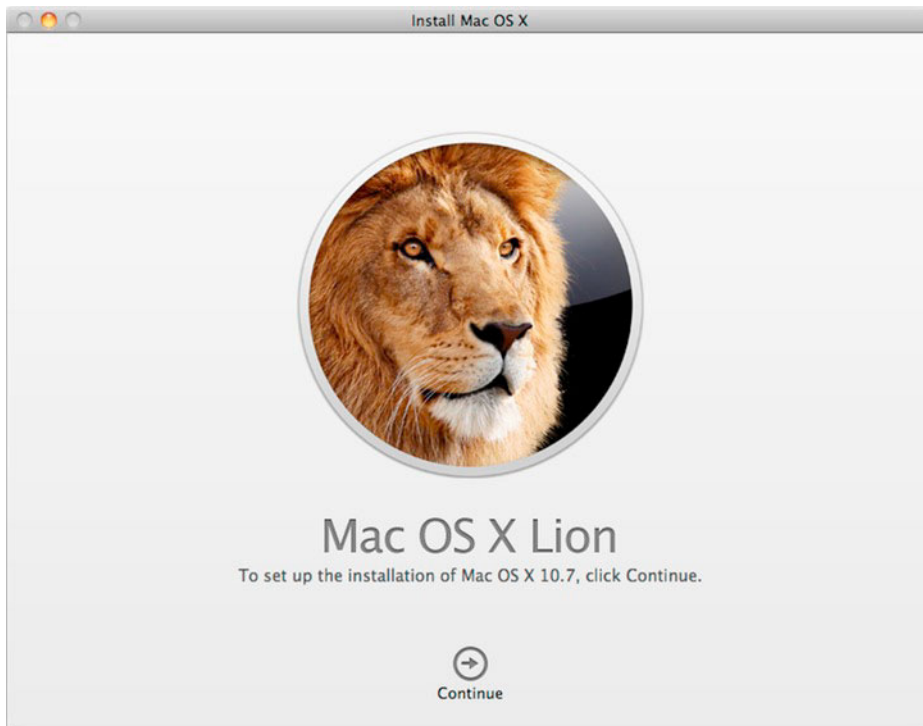 Install Mac OS X
Mac OS X Lion
To set up the installation of Mac OS X 10.7, click Continue.
Continue